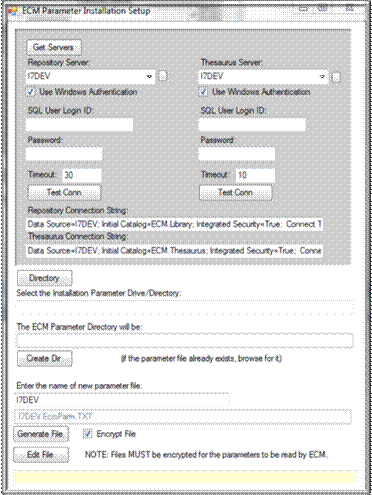 ECM Parameter Installation Setup
Get Servers
Repository Server: Thesaurus Server:
I7DEV I7DEV
Use Windows Authentication Use Windows Authentication
SQL User Login ID: SQL User Login ID:
Password: Password:
Timeout: 30 Timeout: 10
Test Conn Test Conn
Repository Connection String:
Data Source=I7DEV; Initial Catalog=ECM.Library; Integrated Security=True; Connect T
Thesaurus Connection String:
Data Source=I7DEV; Initial Catalog=ECM.Thesaurus; Integrated Security=True; Conne
Directory
Select the Installation Parameter Drive/Directory:
The ECM Parameter Directory will be:
Create Dir (if the parameter file already exists, browse for it)
Enter the name of new parameter file:
I7DEV
I7DEV.EcmParm.TXT
Generate File Encrypt File
Edit File NOTE: Files MUST be encrypted for the parameters to be read by ECM.